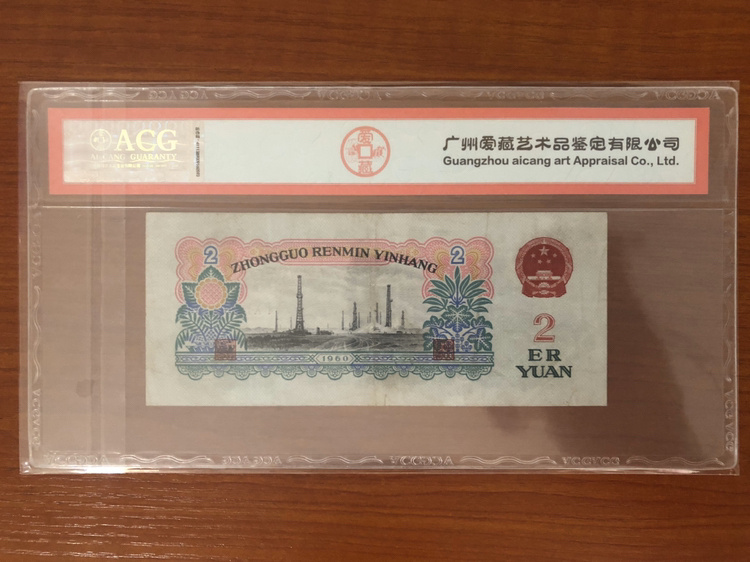 ACG
AI CANG GUARANTY
广州爱藏艺术品鉴定有限公司
Guangzhou aicang art Appraisal Co., Ltd.
2
ZHONGGUO RENMIN YINHANG
2
1960
2
ER
YUAN